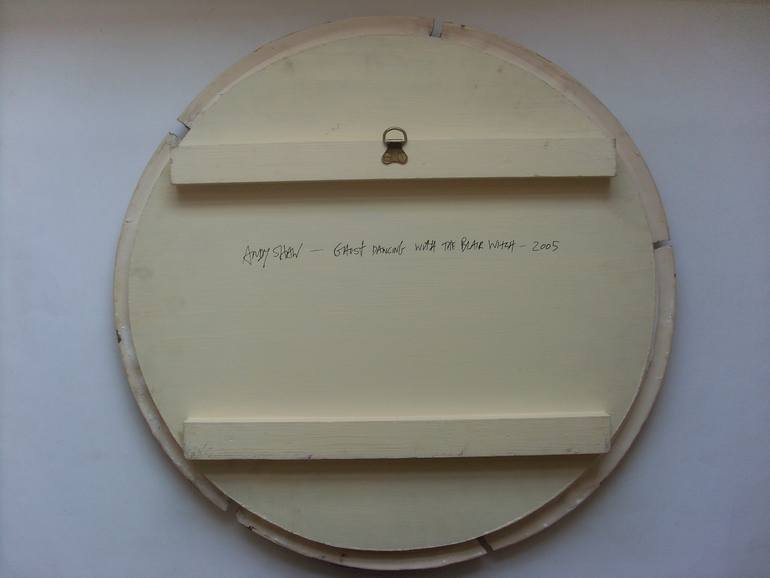 ANDY SHAW — GHOST DANCING WITH THE BLAIR WITCH – 2005